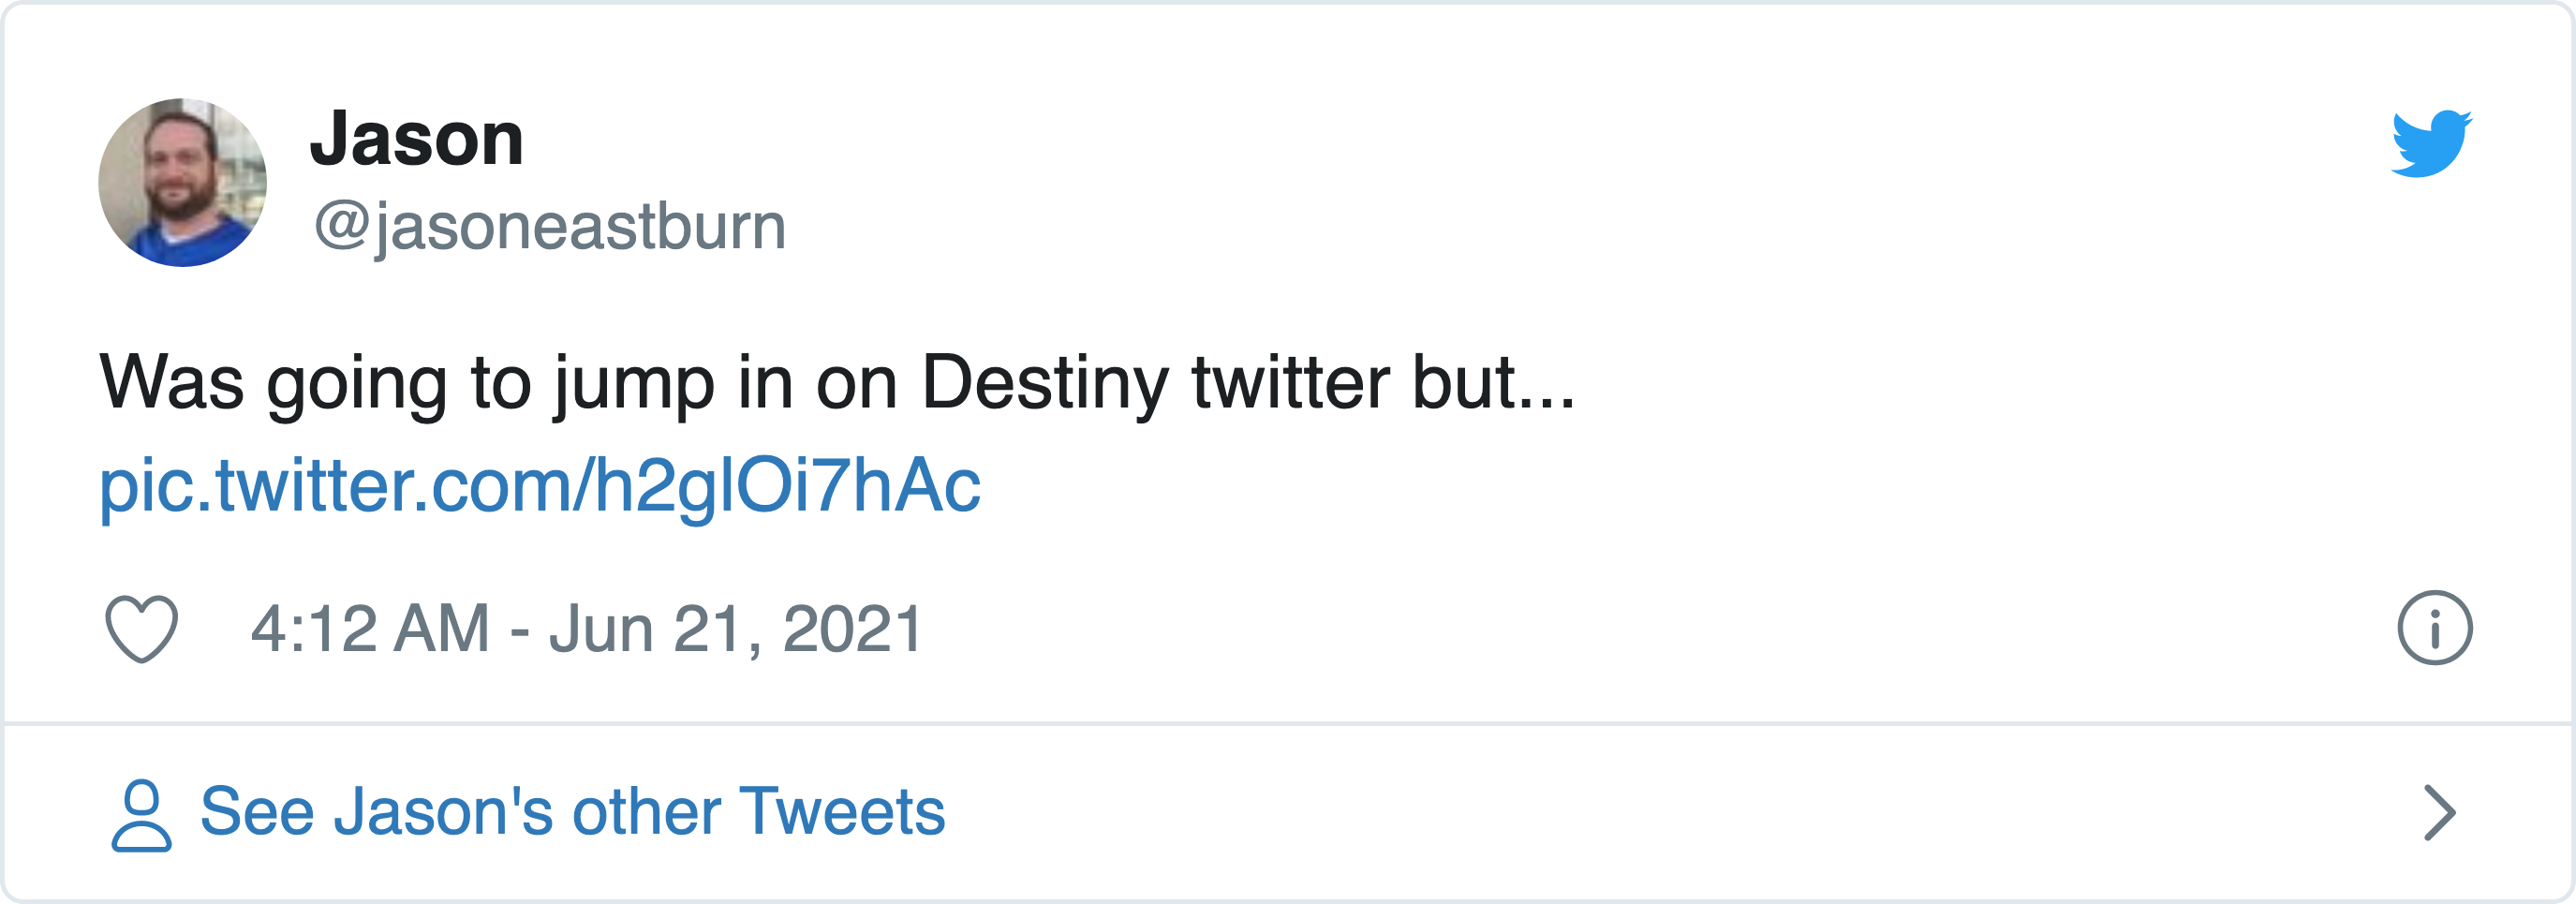 Jason
@jasoneastburn
Was going to jump in on Destiny twitter but...
pic.twitter.com/h2glOi7hAc
4:12 AM - Jun 21, 2021
See Jason's other Tweets